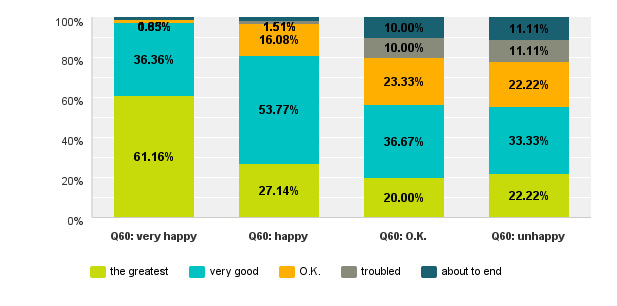 100%
80%
60%
40%
20%
0%
36.36%
61.16%
1.51%
16.08%
53.77%
27.14%
10.00%
10.00%
23.33%
36.67%
20.00%
11.11%
11.11%
22.22%
33.33%
22.22%
Q60: very happy
Q60: happy
Q60: O.K.
Q60: unhappy
the greatest
very good
O.K.
troubled
about to end